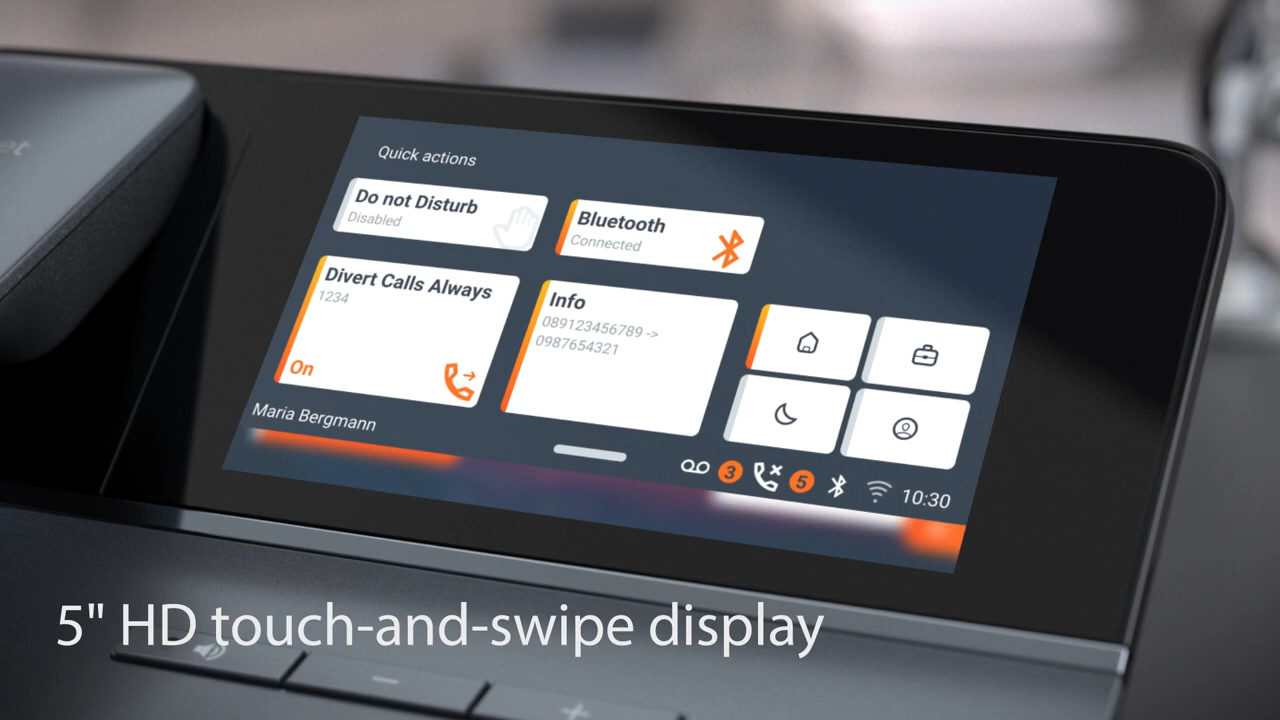 Quick actions
Do not Disturb
Disabled
Bluetooth
Connected
Divert Calls Always
1234
On
Info
089123456789 ->
0987654321
Maria Bergmann
3
5
10:30
5" HD touch-and-swipe display